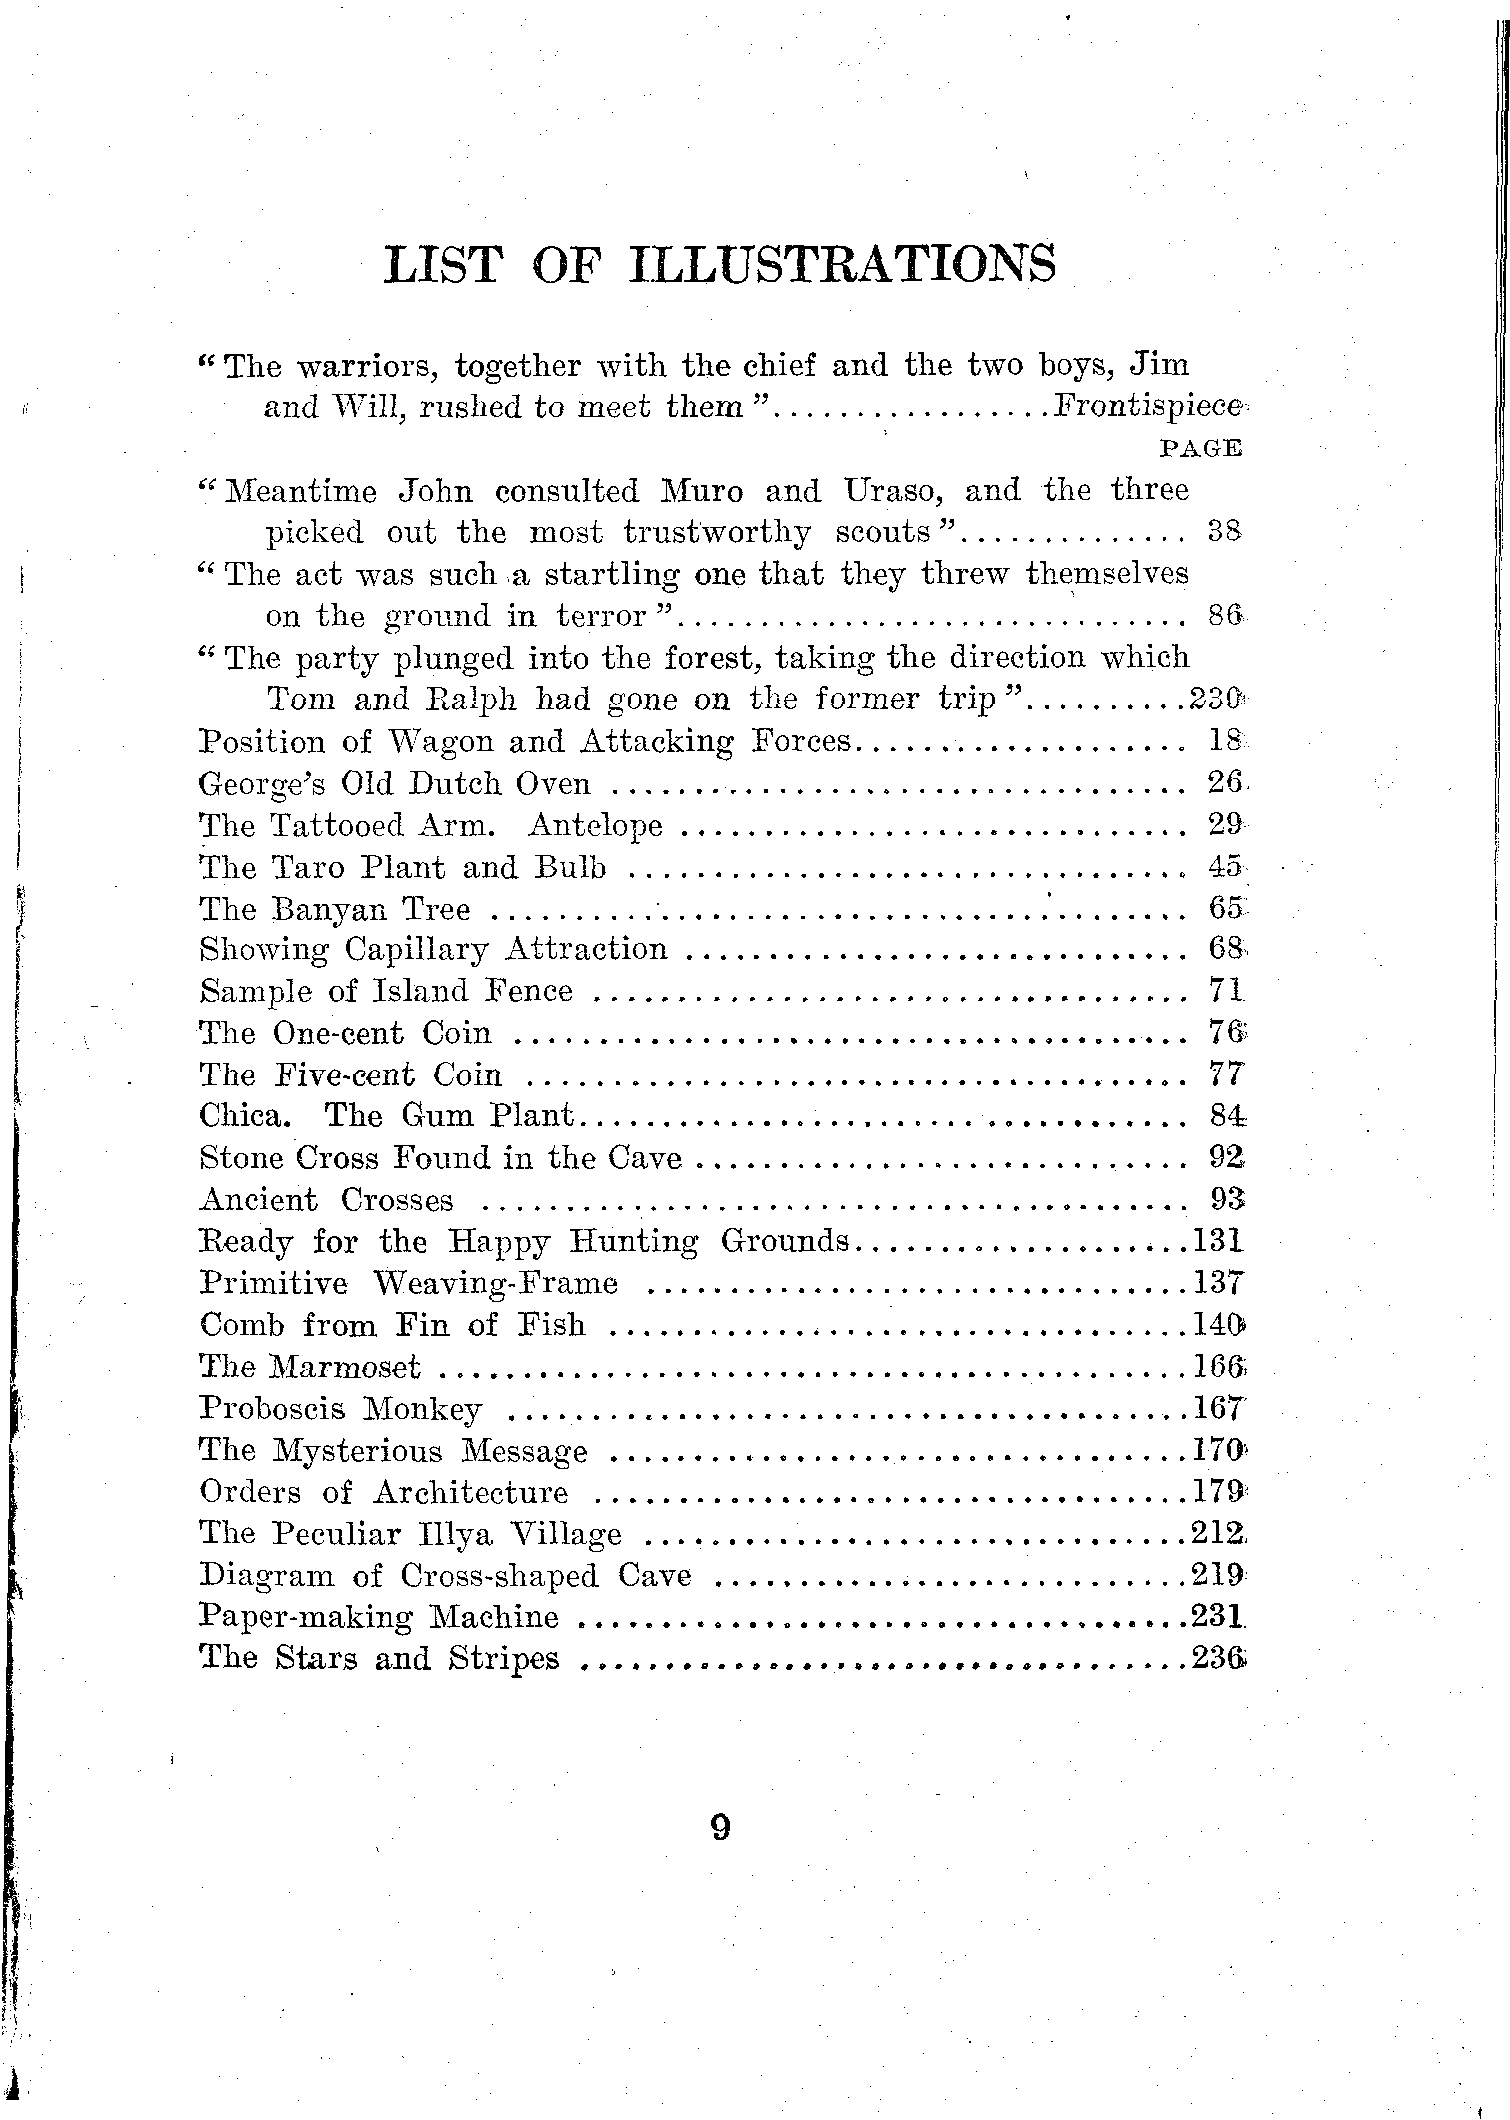 LIST OF ILLUSTRATIONS
“The warriors, together with the chief and the two boys, Jim
and Will, rushed to meet them”.................Frontispiece
PAGE
“Meantime John consulted Muro and Uraso, and the three
picked out the most trustworthy scouts”.............. 38
“The act was such a startling one that they threw themselves
on the ground in terror”............................... 86
“The party plunged into the forest, taking the direction which
Tom and Ralph had gone on the former trip”..........230
Position of Wagon and Attacking Forces.................... 18
George's Old Dutch Oven .................................. 26
The Tattooed Arm. Antelope .............................. 29
The Taro Plant and Bulb ................................. 45
The Banyan Tree ......................................... 65
Showing Capillary Attraction .............................. 68
Sample of Island Fence ................................... 71
The One-cent Coin ........................................ 76
The Five-cent Coin ....................................... 77
Chica. The Gum Plant.................................... 84
Stone Cross Found in the Cave ............................. 92
Ancient Crosses .......................................... 93
Ready for the Happy Hunting Grounds....................131
Primitive Weaving-Frame ................................137
Comb from Fin of Fish ..................................140
The Marmoset ............................................166
Proboscis Monkey ........................................167
The Mysterious Message ..................................170
Orders of Architecture ...................................179
The Peculiar Illya Village ................................212
Diagram of Cross-shaped Cave ............................219
Paper-making Machine ....................................231
The Stars and Stripes ....................................236
9